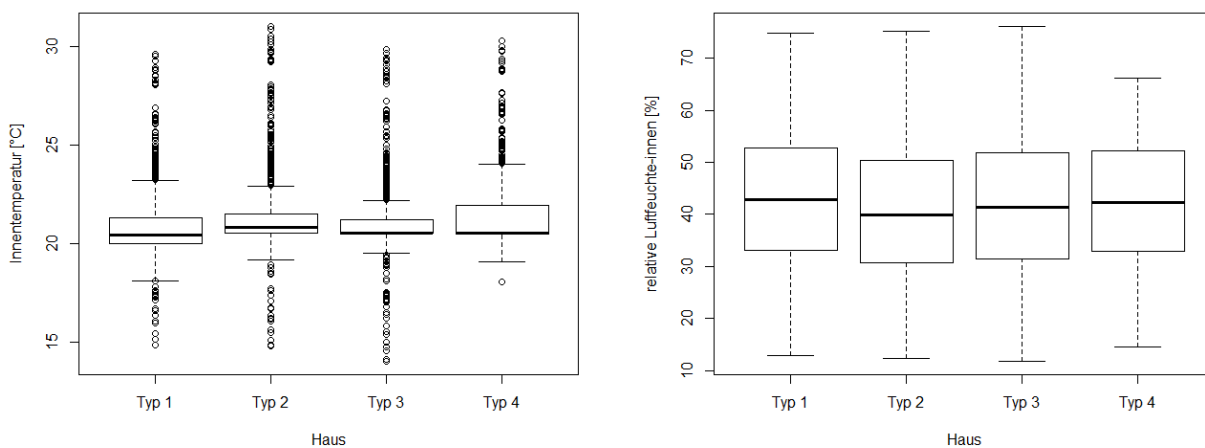 Innentemperatur [°C]
30
25
20
15
Typ 1 Typ 2 Typ 3 Typ 4
Haus
relative Luftfeuchte-innen [%]
70
60
50
40
30
20
10
Typ 1 Typ 2 Typ 3 Typ 4
Haus